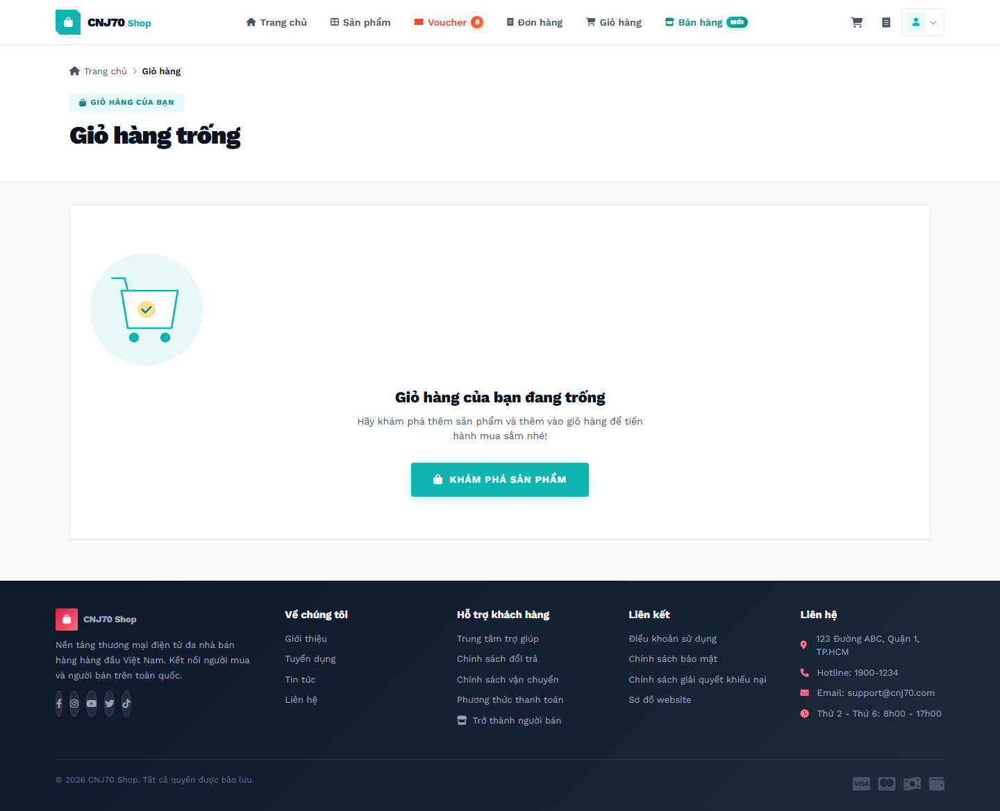 CNJ70 Shop
Trang chủ
Sản phẩm
Voucher 8
Đơn hàng
Giỏ hàng
Bán hàng MỚI
Trang chủ > Giỏ hàng
GIỎ HÀNG CỦA BẠN
Giỏ hàng trống
Giỏ hàng của bạn đang trống
Hãy khám phá thêm sản phẩm và thêm vào giỏ hàng để tiến
hành mua sắm nhé!
KHÁM PHÁ SẢN PHẨM
CNJ70 Shop
Nền tảng thương mại điện tử đa nhà bán
hàng hàng đầu Việt Nam. Kết nối người mua
và người bán trên toàn quốc.
Về chúng tôi
Giới thiệu
Tuyển dụng
Tin tức
Liên hệ
Hỗ trợ khách hàng
Trung tâm trợ giúp
Chính sách đổi trả
Chính sách vận chuyển
Phương thức thanh toán
Trở thành người bán
Liên kết
Điều khoản sử dụng
Chính sách bảo mật
Chính sách giải quyết khiếu nại
Sơ đồ website
Liên hệ
123 Đường ABC, Quận 1,
TP.HCM
Hotline: 1900-1234
Email: support@cnj70.com
Thứ 2 - Thứ 6: 8h00 - 17h00
© 2026 CNJ70 Shop. Tất cả quyền được bảo lưu.
VISA